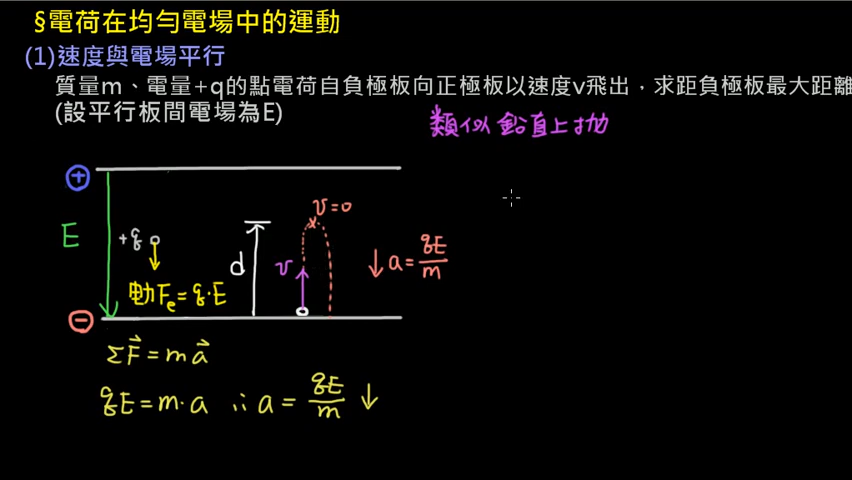 §電荷在均勻電場中的運動
(1)速度與電場平行
質量m、電量+q的點電荷自負極板向正極板以速度v飛出，求距負極板最大距離
(設平行板間電場為E)
類似鉛直上拋
+
E
+q
電力Fe=q·E
d
v
v=0
↓a=qE/m
−
ΣF⃗=ma⃗
qE=m·a ∴a=qE/m↓